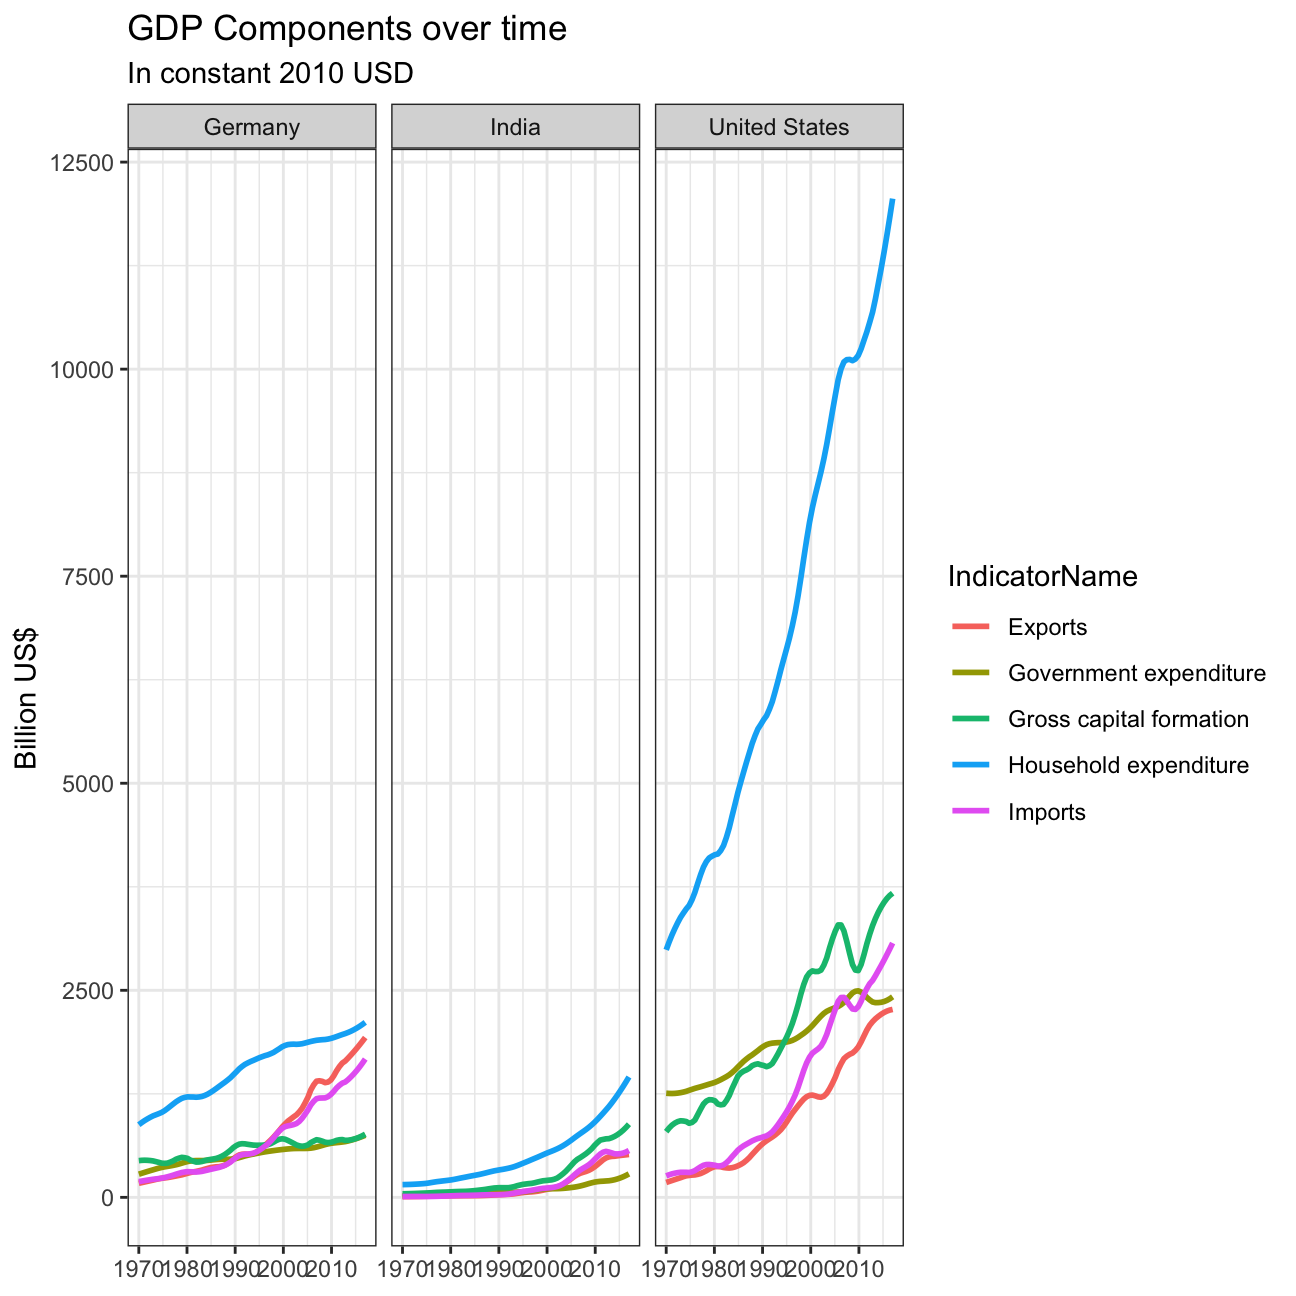 GDP Components over time
In constant 2010 USD
Germany India United States
12500
10000
7500
5000
2500
0
Billion US$
1970 1980 1990 2000 2010 1970 1980 1990 2000 2010 1970 1980 1990 2000 2010
IndicatorName
Exports
Government expenditure
Gross capital formation
Household expenditure
Imports